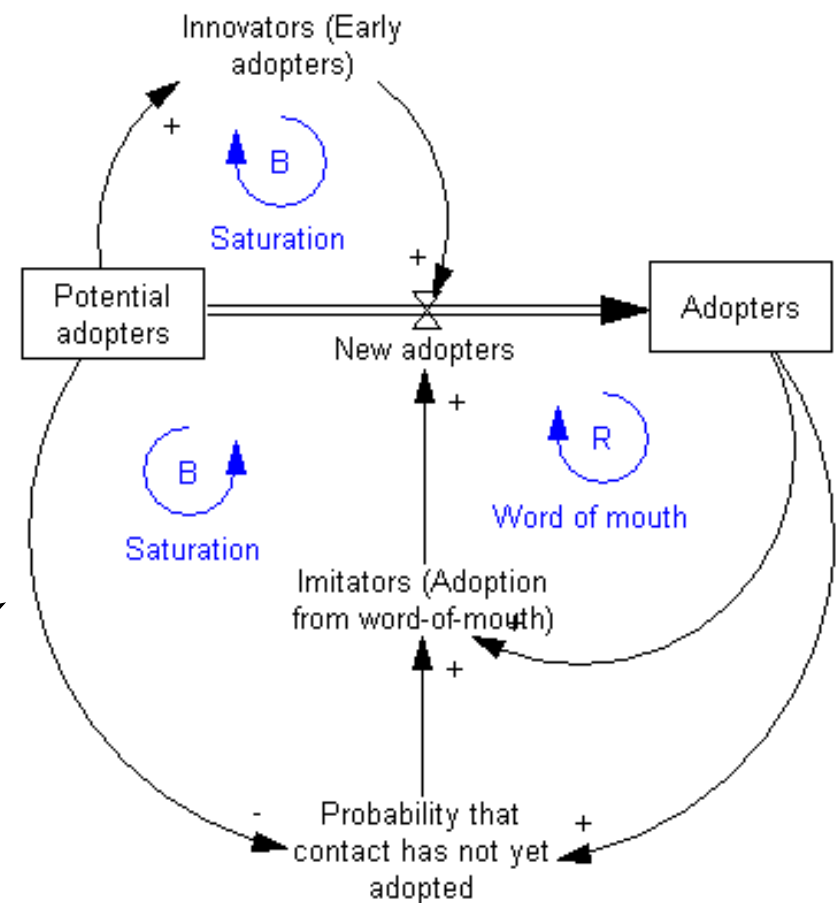 Innovators (Early
adopters)
+
B
Saturation
+
Potential
adopters
Adopters
New adopters
+
R
B
Word of mouth
Saturation
Imitators (Adoption
from word-of-mouth)
+
+
-
Probability that
+
contact has not yet
adopted